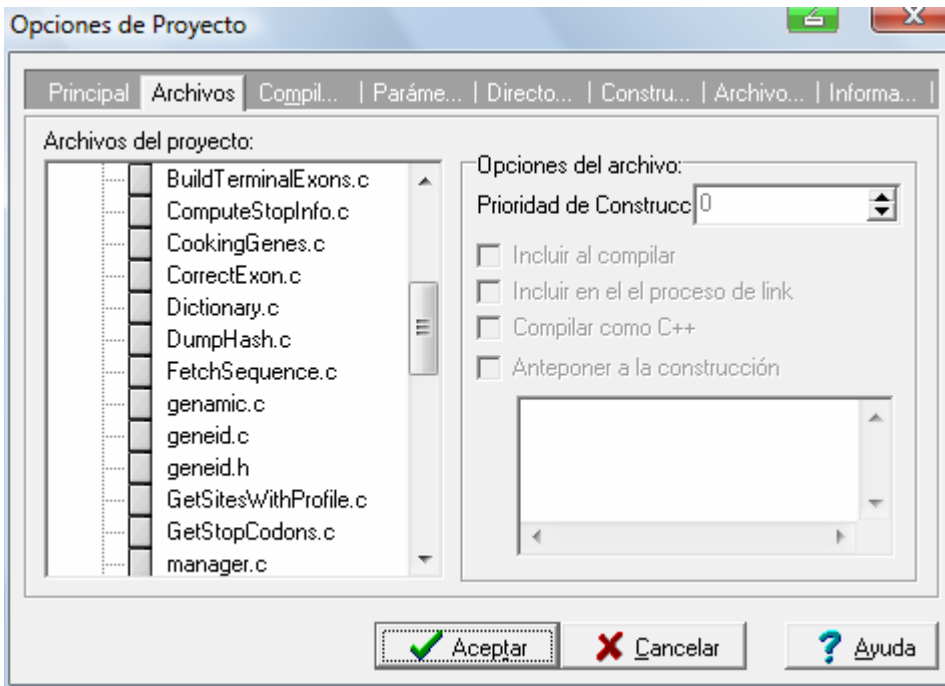 Opciones de Proyecto
Principal Archivos Compil... | Paráme... | Directo... | Constru... | Archivo... | Informa... |
Archivos del proyecto:
BuildTerminalExons.c
ComputeStopInfo.c
CookingGenes.c
CorrectExon.c
Dictionary.c
DumpHash.c
FetchSequence.c
genamic.c
geneid.c
geneid.h
GetSitesWithProfile.c
GetStopCodons.c
manager.c
Opciones del archivo:
Prioridad de Construcc 0
Incluir al compilar
Incluir en el el proceso de link
Compilar como C++
Anteponer a la construcción
Aceptar Cancelar ? Ayuda